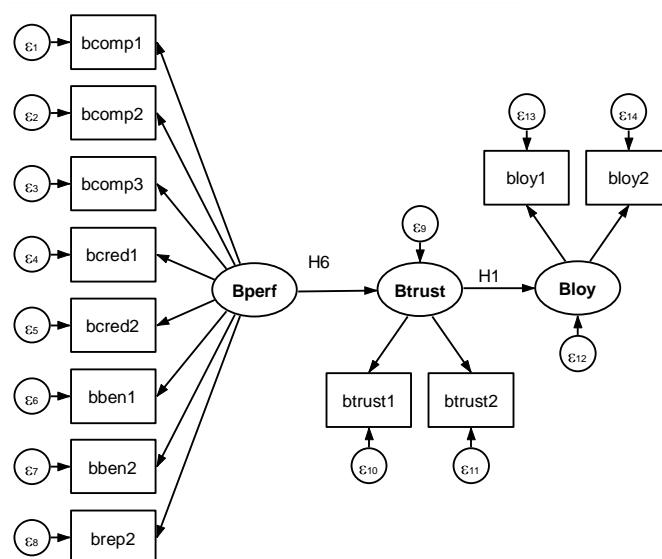 ε1 bcomp1
ε2 bcomp2
ε3 bcomp3
ε4 bcred1
ε5 bcred2
ε6 bben1
ε7 bben2
ε8 brep2
Bperf
H6
ε9
Btrust
H1
Bloy
ε12
ε13 ε14
bloy1 bloy2
btrust1 btrust2
ε10 ε11